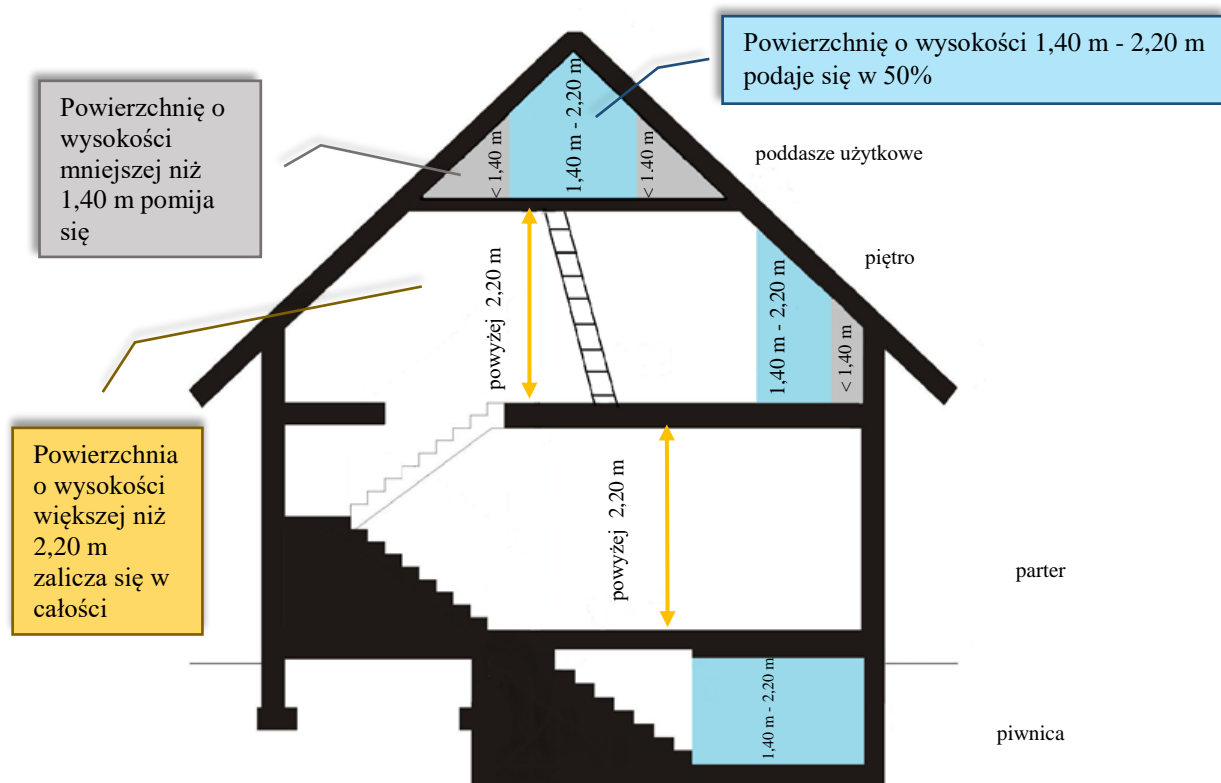 Powierzchnię o wysokości 1,40 m - 2,20 m
podaje się w 50%
Powierzchnię o
wysokości
mniejszej niż
1,40 m pomija
się
< 1,40 m
1,40 m - 2,20 m
< 1.40 m
poddasze użytkowe
powyżej 2,20 m
1,40 m - 2,20 m
< 1,40 m
piętro
Powierzchnia
o wysokości
większej niż
2,20 m
zalicza się w
całości
powyżej 2,20 m
parter
1,40 m - 2,20 m
piwnica